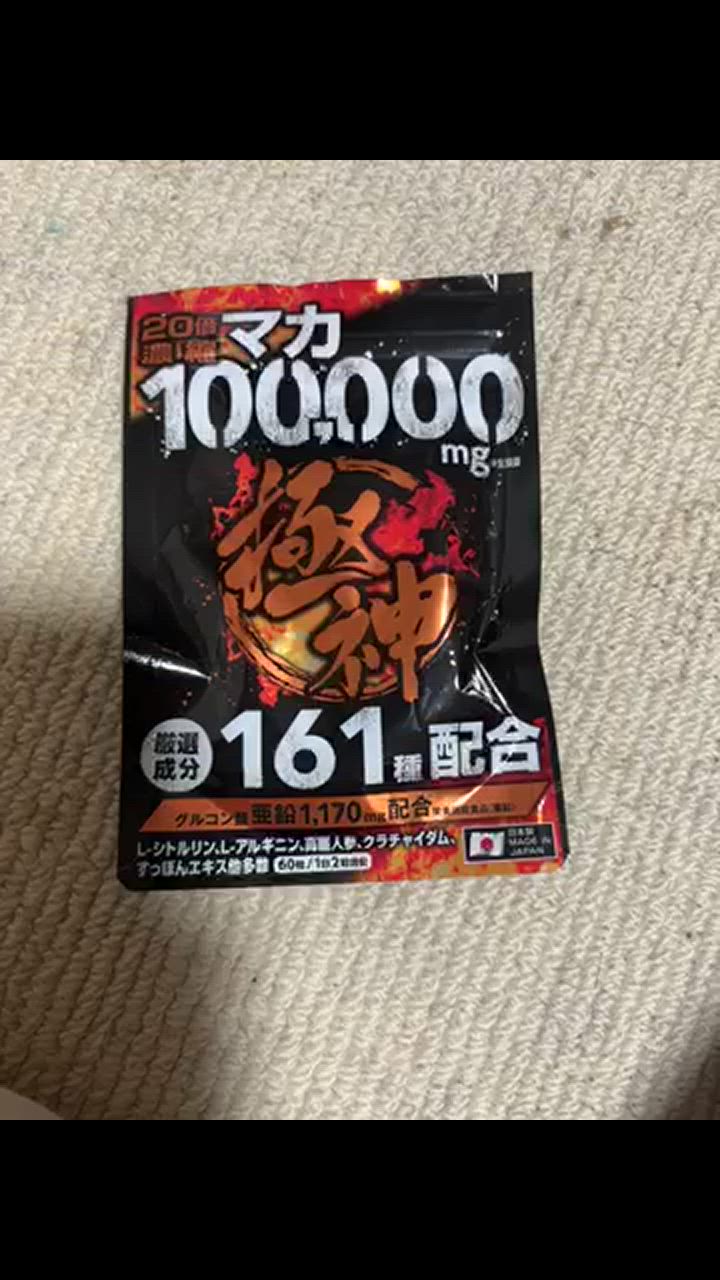 20倍
濃縮
マカ
100,000
mg
極神
厳選
成分
161種配合
グルコン酸亜鉛1,170mg配合
L-シトルリン、L-アルギニン、高麗人参、クラチャイダム、
すっぽんエキス他多数
60粒/1日2粒目安
日本製
MADE IN
JAPAN